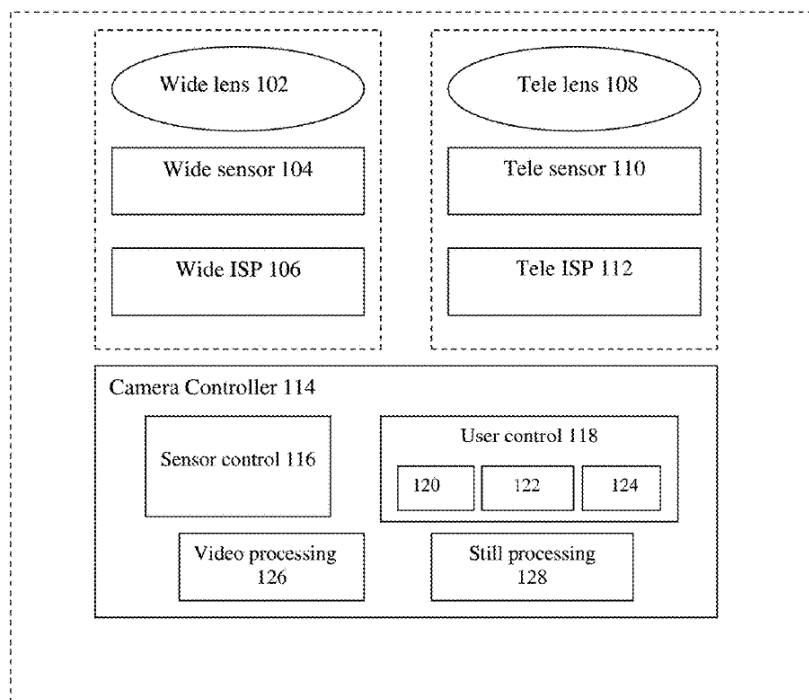 Wide lens 102
Tele lens 108
Wide sensor 104
Tele sensor 110
Wide ISP 106
Tele ISP 112
Camera Controller 114
Sensor control 116
User control 118
120
122
124
Video processing
126
Still processing
128